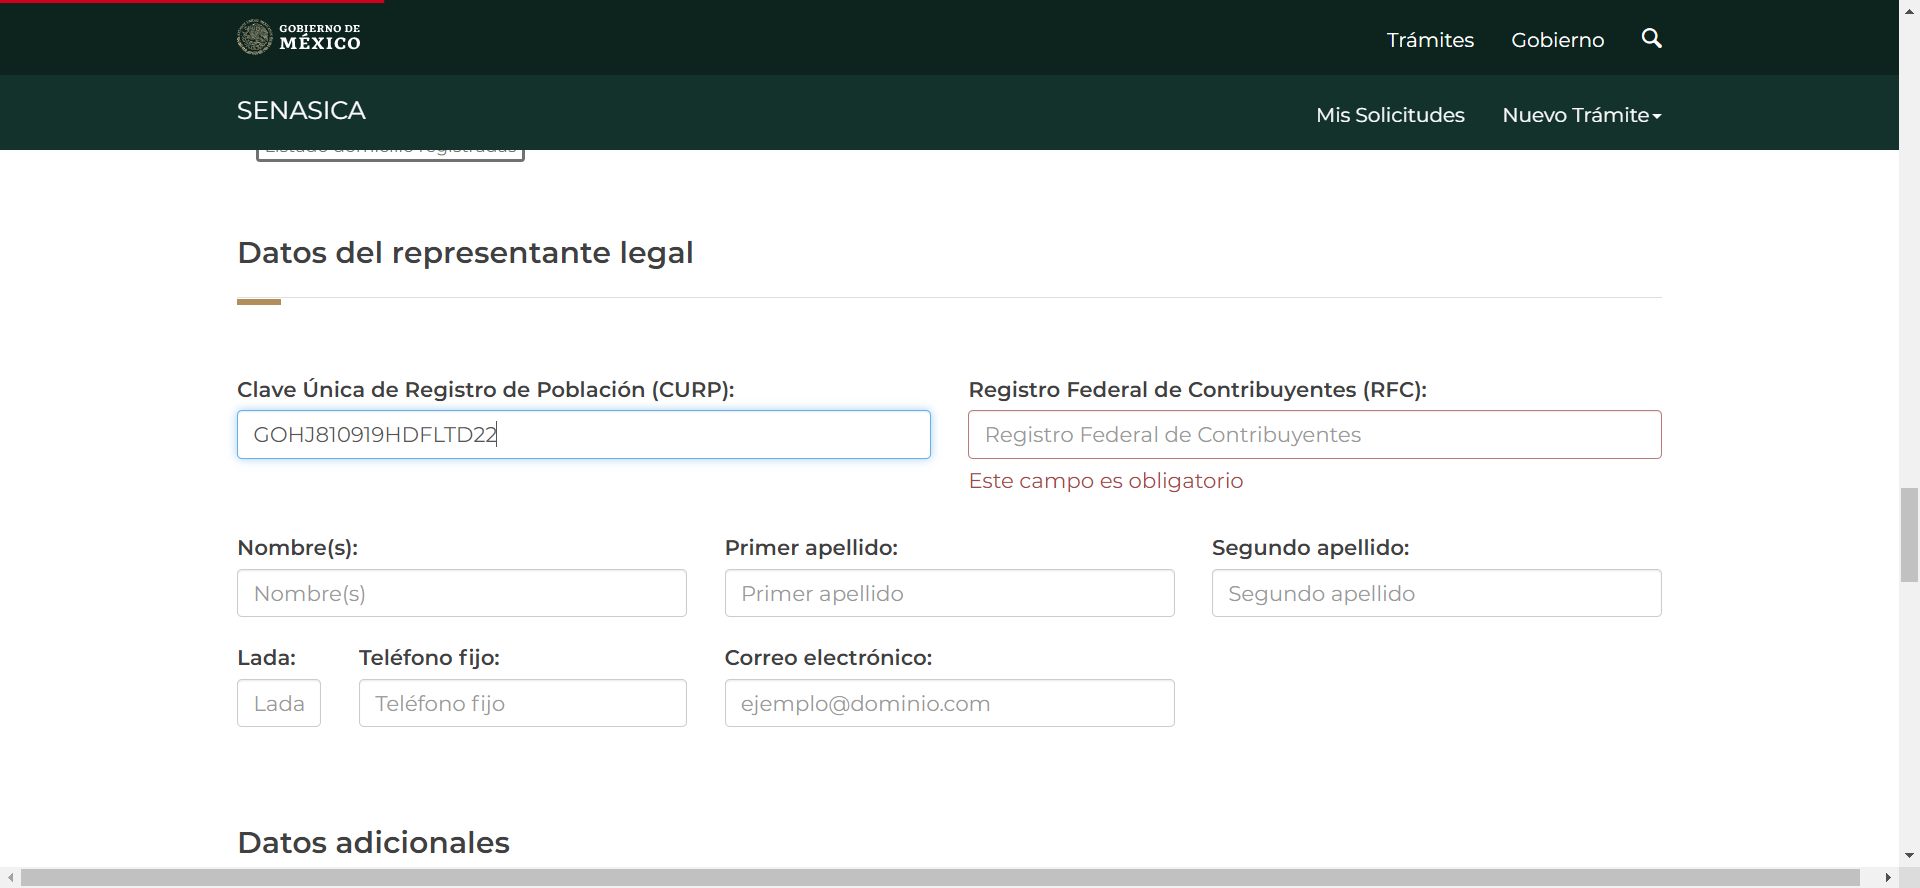 GOBIERNO DE
MÉXICO
Trámites
Gobierno
SENASICA
Mis Solicitudes
Nuevo Trámite
Listado domicilio registradas
Datos del representante legal
Clave Única de Registro de Población (CURP):
Registro Federal de Contribuyentes (RFC):
GOHJ810919HDFLTD22
Registro Federal de Contribuyentes
Este campo es obligatorio
Nombre(s):
Primer apellido:
Segundo apellido:
Nombre(s)
Primer apellido
Segundo apellido
Lada:
Teléfono fijo:
Correo electrónico:
Lada
Teléfono fijo
ejemplo@dominio.com
Datos adicionales